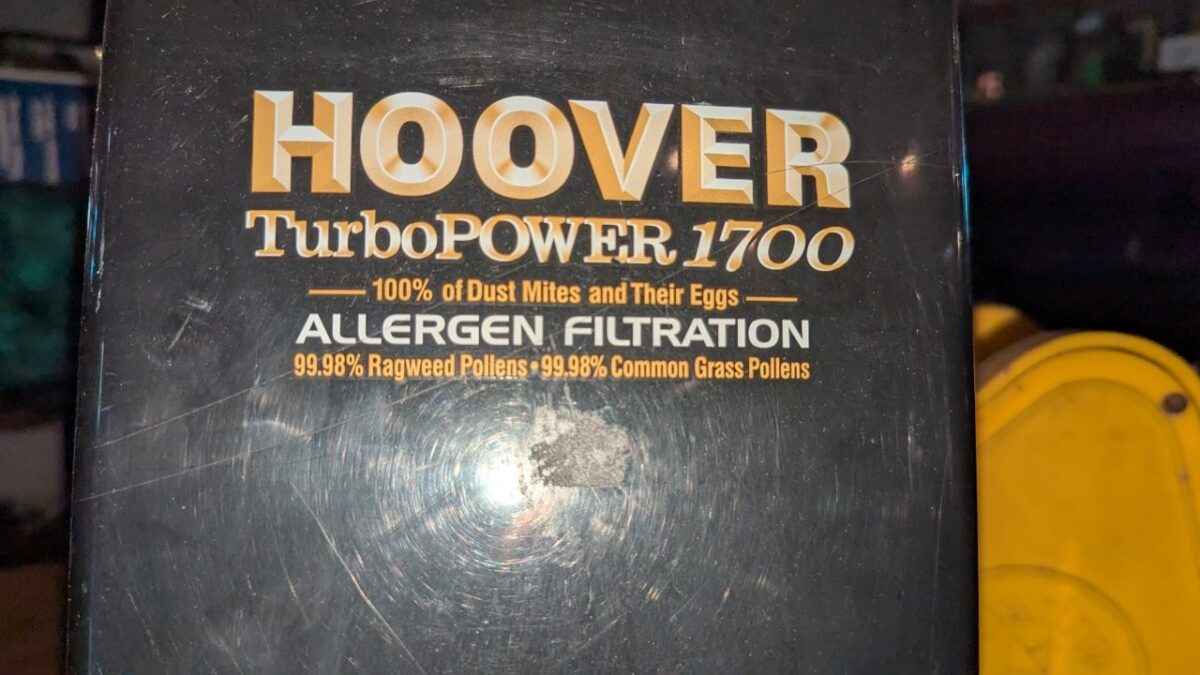 HOOVER
TurboPOWER 1700
100% of Dust Mites and Their Eggs
ALLERGEN FILTRATION
99.98% Ragweed Pollens • 99.98% Common Grass Pollens